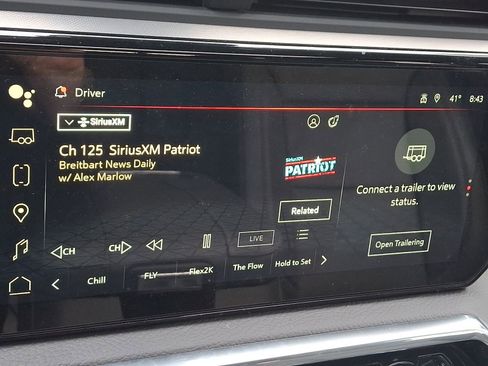 Driver
41° 8:43
SiriusXM
Ch 125 SiriusXM Patriot
Breitbart News Daily
w/ Alex Marlow
SiriusXM
PATRIOT
Related
Connect a trailer to view
status.
Open Trailering
CH CH LIVE
Chill FLY Flex2K The Flow Hold to Set